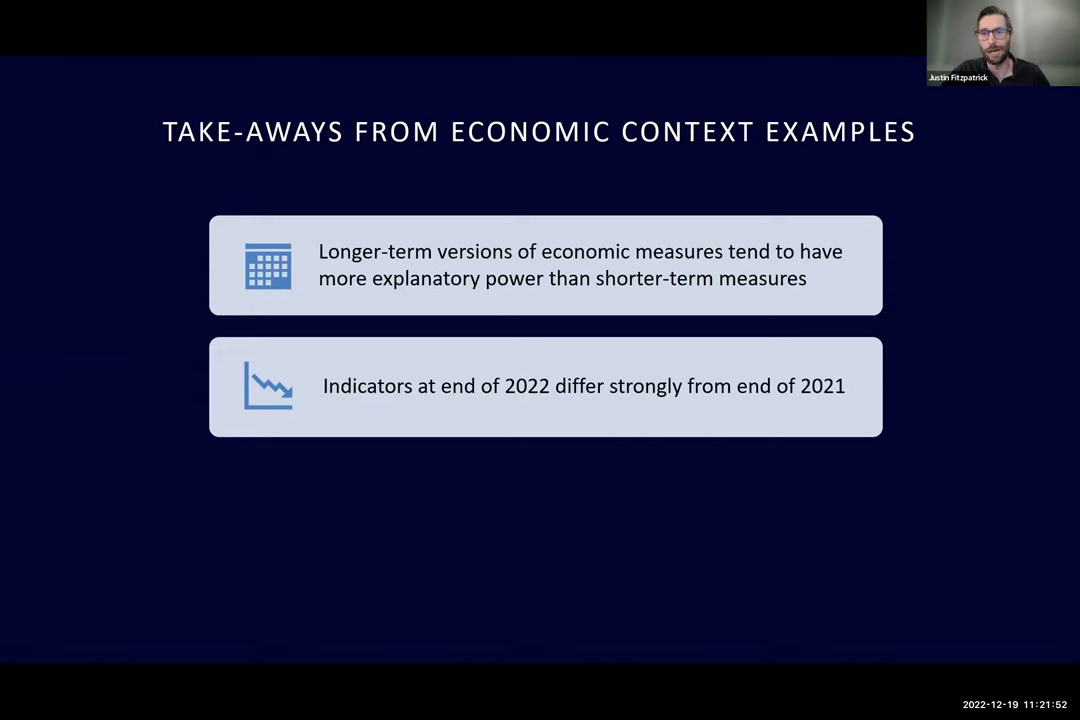 Justin Fitzpatrick
TAKE-AWAYS FROM ECONOMIC CONTEXT EXAMPLES
Longer-term versions of economic measures tend to have
more explanatory power than shorter-term measures
Indicators at end of 2022 differ strongly from end of 2021
2022-12-19 11:21:52